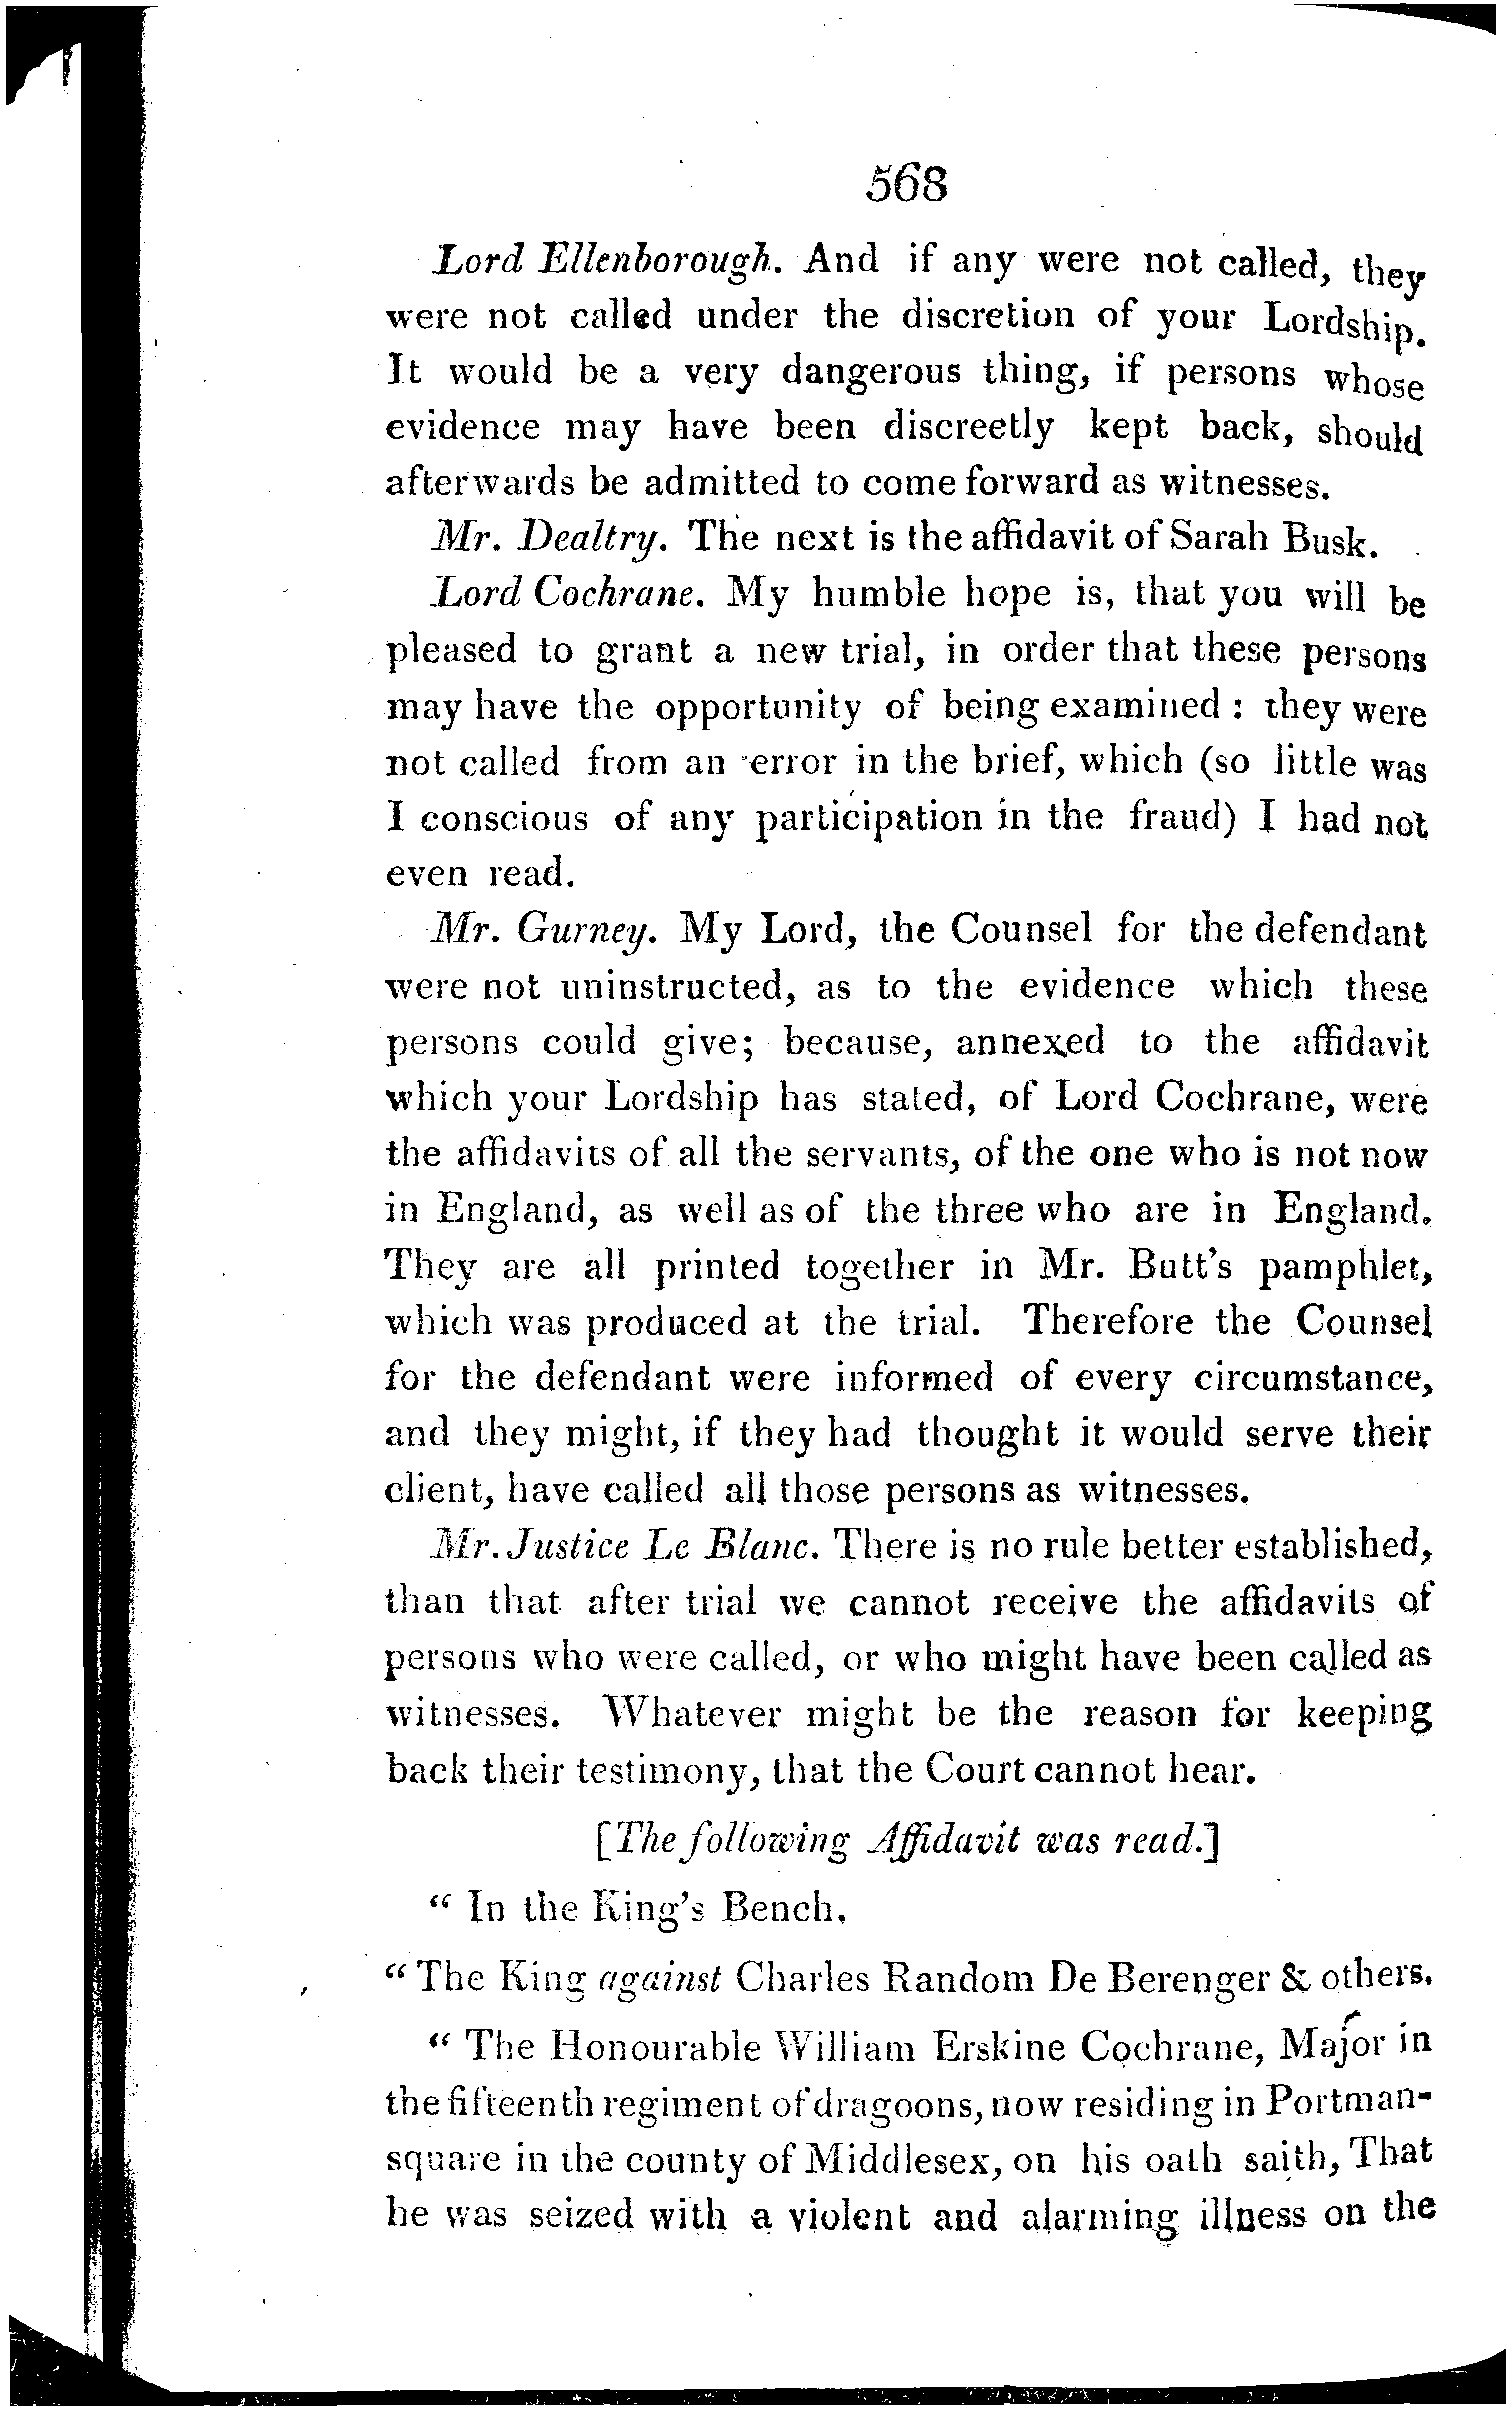 568
Lord Ellenborough. And if any were not called, they
were not called under the discretion of your Lordship.
It would be a very dangerous thing, if persons whose
evidence may have been discreetly kept back, should
afterwards be admitted to come forward as witnesses.
Mr. Dealtry. The next is the affidavit of Sarah Busk.
Lord Cochrane. My humble hope is, that you will be
pleased to grant a new trial, in order that these persons
may have the opportunity of being examined : they were
not called from an error in the brief, which (so little was
I conscious of any participation in the fraud) I had not
even read.
Mr. Gurney. My Lord, the Counsel for the defendant
were not uninstructed, as to the evidence which these
persons could give; because, annexed to the affidavit
which your Lordship has stated, of Lord Cochrane, were
the affidavits of all the servants, of the one who is not now
in England, as well as of the three who are in England.
They are all printed together in Mr. Butt's pamphlet,
which was produced at the trial. Therefore the Counsel
for the defendant were informed of every circumstance,
and they might, if they had thought it would serve their
client, have called all those persons as witnesses.
Mr. Justice Le Blanc. There is no rule better established,
than that after trial we cannot receive the affidavits of
persons who were called, or who might have been called as
witnesses. Whatever might be the reason for keeping
back their testimony, that the Court cannot hear.
[The following Affidavit was read.]
“ In the King's Bench.
“ The King against Charles Random De Berenger & others.
“ The Honourable William Erskine Cochrane, Major in
the fifteenth regiment of dragoons, now residing in Portman-
square in the county of Middlesex, on his oath saith, That
he was seized with a violent and alarming illness on the